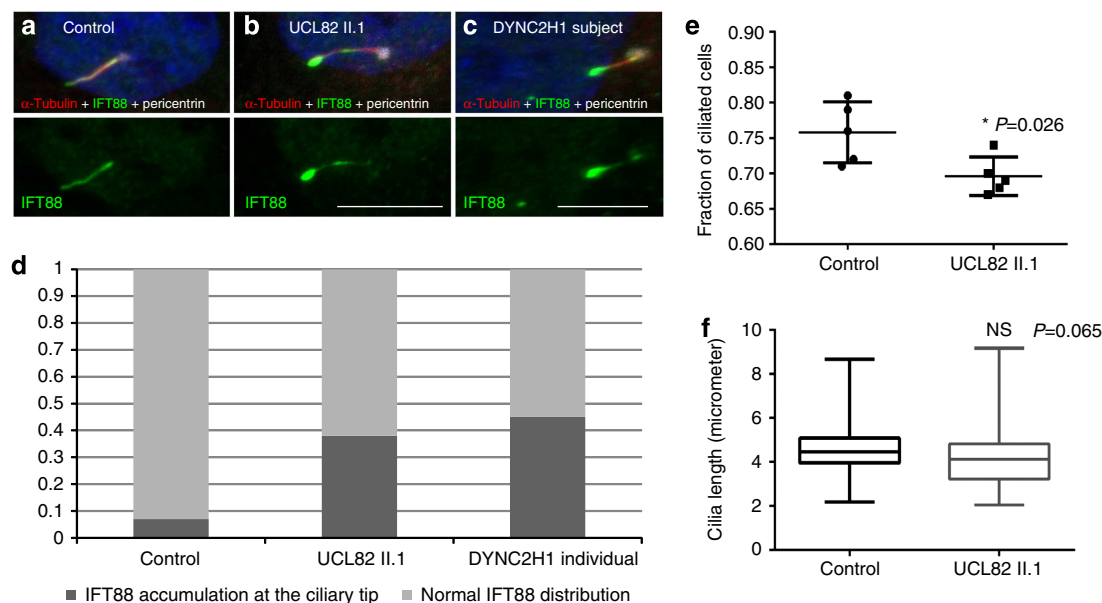 a
Control
α-Tubulin + IFT88 + pericentrin
IFT88
b
UCL82 II.1
α-Tubulin + IFT88 + pericentrin
IFT88
c
DYNC2H1 subject
α-Tubulin + IFT88 + pericentrin
IFT88
d
1
0.9
0.8
0.7
0.6
0.5
0.4
0.3
0.2
0.1
0
Control
UCL82 II.1
DYNC2H1 individual
IFT88 accumulation at the ciliary tip
Normal IFT88 distribution
e
Fraction of ciliated cells
0.90
0.85
0.80
0.75
0.70
0.65
0.60
* P=0.026
Control
UCL82 II.1
f
Cilia length (micrometer)
10
8
6
4
2
0
NS P=0.065
Control
UCL82 II.1